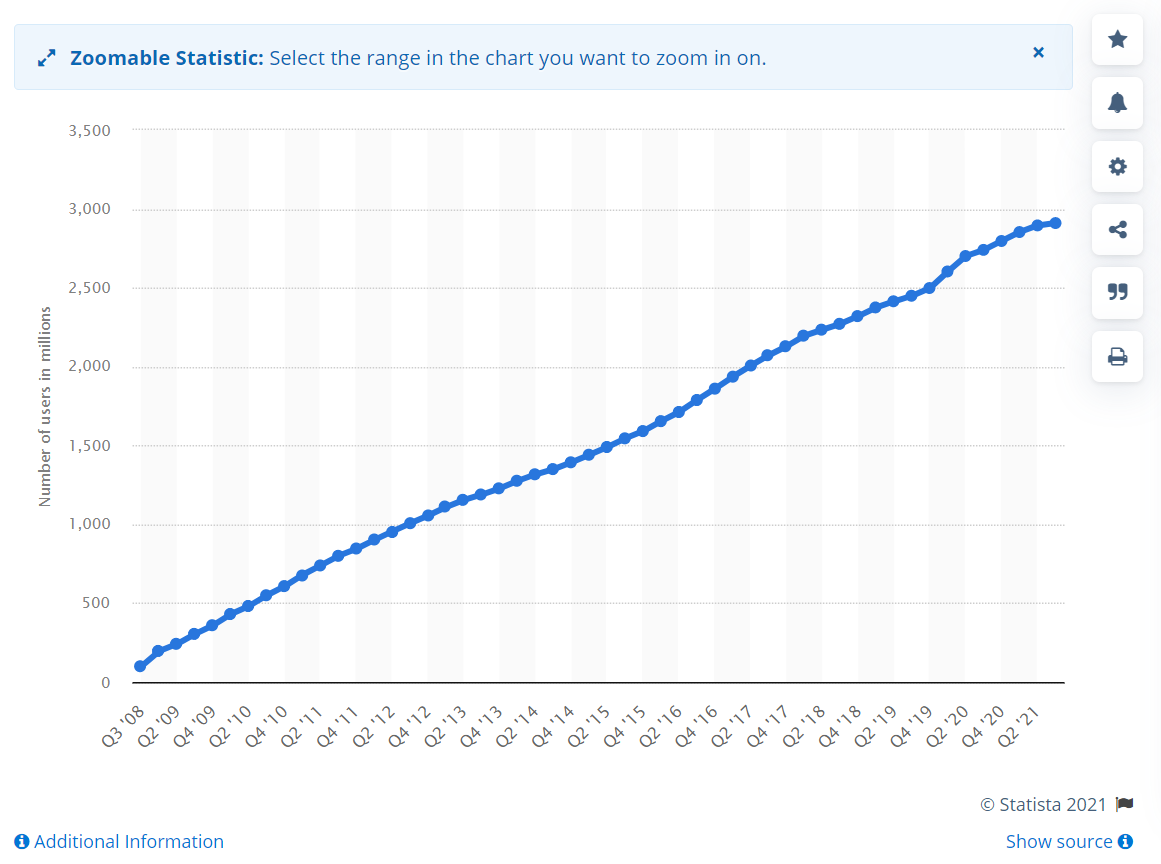 Zoomable Statistic: Select the range in the chart you want to zoom in on.
×
3,500
3,000
2,500
2,000
1,500
1,000
500
0
Number of users in millions
Q3 '08
Q2 '09
Q4 '09
Q2 '10
Q4 '10
Q2 '11
Q4 '11
Q2 '12
Q4 '12
Q2 '13
Q4 '13
Q2 '14
Q4 '14
Q2 '15
Q4 '15
Q2 '16
Q4 '16
Q2 '17
Q4 '17
Q2 '18
Q4 '18
Q2 '19
Q4 '19
Q2 '20
Q4 '20
Q2 '21
© Statista 2021
Additional Information
Show source